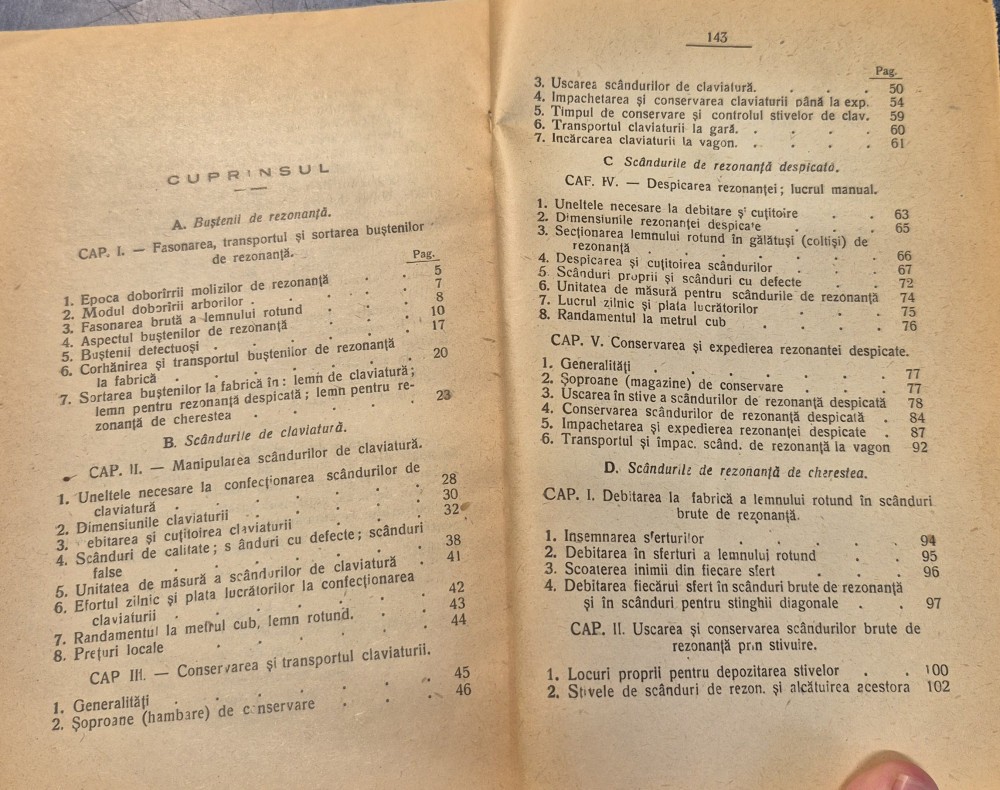 CUPRINSUL
A. Buștenii de rezonanță.
CAP. I. — Fasonarea, transportul și sortarea buștenilor
de rezonanță.
Pag.
1. Epoca doborîrrii molizilor de rezonanță . . 5
2. Modul doborîrii arborilor . . . . 7
3. Fasonarea brută a lemnului rotund . . . 8
4. Aspectul buștenilor de rezonanță . . . 10
5. Buștenii detectuoși . . . . . 17
6. Corhănirea și transportul buștenilor de rezonanță
la fabrică . . . . . . 20
7. Sortarea buștenilor la fabrică în: lemn de claviatură;
lemn pentru rezonanță despicată; lemn pentru re-
zonanță de cherestea . . . . . 23
B. Scândurile de claviatură.
CAP. II. — Manipularea scândurilor de claviatură.
1. Uneltele necesare la confecționarea scândurilor de
claviatură . . . . . . 28
2. Dimensiunile claviaturii . . . . 30
3. ebitarea și cuțitoirea claviaturii . . . 32
4. Scânduri de calitate; s ânduri cu defecte; scânduri
false . . . . . . 38
5. Unitatea de măsură a scândurilor de claviatură . 41
6. Efortul zilnic și plata lucrătorilor la confecționarea
claviaturii . . . . . . 42
7. Randamentul la metrul cub, lemn rotund. . . 43
8. Prețuri locale . . . . . 44
CAP III. — Conservarea și transportul claviaturii.
1. Generalități . . . . . . 45
2. Șoproane (hambare) de conservare . . . 46
143
Pag.
3. Uscarea scândurilor de claviatură. . . . 50
4. Impachetarea și conservarea claviaturii până la exp. 54
5. Timpul de conservare și controlul stivelor de clav. 59
6. Transportul claviaturii la gară. . . . . 60
7. Incărcarea claviaturii la vagon. . . . . 61
C Scândurile de rezonanță despicată.
CAP. IV. — Despicarea rezonanței; lucrul manual.
1. Uneltele necesare la debitare și cuțitoire . . 63
2. Dimensiunile rezonanței despicate . . . 65
3. Secționarea lemnului rotund în gălătuși (coltiși) de
rezonanță . . . . . . 66
4. Despicarea și cuțitoirea scândurilor . . . 67
5. Scânduri proprii și scânduri cu defecte . . 72
6. Unitatea de măsură pentru scândurile de rezonanță 74
7. Lucrul zilnic și plata lucrătorilor . . . 75
8. Randamentul la metrul cub . . . . 76
CAP. V. Conservarea si expedierea rezonantei despicate.
1. Generalități . . . . . . 77
2. Șoproane (magazine) de conservare . . . 77
3. Uscarea în stive a scândurilor de rezonanță despicată 78
4. Conservarea scândurilor de rezonanță despicată . 84
5. Impachetarea și expedierea rezonanței despicate . 87
6. Transportul și împac. scând. de rezonanță la vagon 92
D. Scândurile de rezonanță de cherestea.
CAP. I. Debitarea la fabrică a lemnului rotund în scânduri
brute de rezonanță.
1. Insemnarea sferturilor . . . . . 94
2. Debitarea în sferturi a lemnului rotund . . 95
3. Scoaterea inimii din fiecare sfert . . . 96
4. Debitarea fiecărui sfert în scânduri brute de rezonanță
și în scânduri pentru stinghii diagonale . . 97
CAP. II. Uscarea și conservarea scândurilor brute de
rezonanță prin stivuire.
1. Locuri proprii pentru depozitarea stivelor . . 100
2. Stivele de scânduri de rezon. și alcătuirea acestora 102